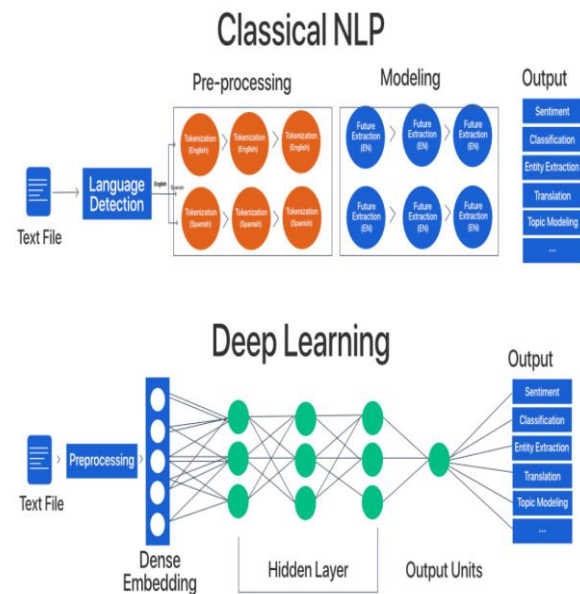 Classical NLP
Pre-processing
Modeling
Output
Tokenization
(English)
Tokenization
(English)
Tokenization
(English)
Future
Extraction
(EN)
Future
Extraction
(EN)
Future
Extraction
(EN)
Sentiment
Classification
Entity Extraction
Translation
Topic Modeling
...
Text File
Language
Detection
English
Spanish
Tokenization
(Spanish)
Tokenization
(Spanish)
Tokenization
(Spanish)
Future
Extraction
(EN)
Future
Extraction
(EN)
Future
Extraction
(EN)
Deep Learning
Output
Text File
Preprocessing
Dense
Embedding
Hidden Layer
Output Units
Sentiment
Classification
Entity Extraction
Translation
Topic Modeling
...